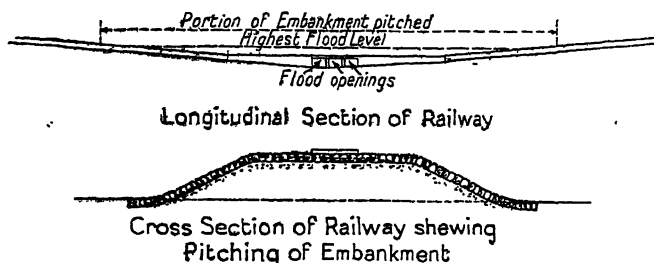 Portion of Embankment pitched
Highest Flood Level
Flood openings
Longitudinal Section of Railway
Cross Section of Railway shewing
Pitching of Embankment